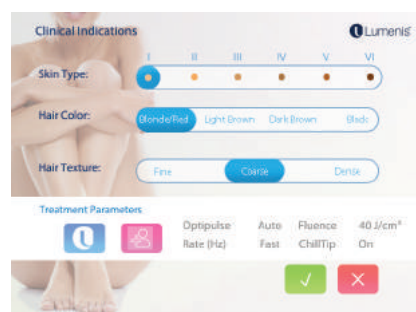 Clinical Indications
Lumenis®
I II III IV V VI
Skin Type:
Hair Color: Blonde/Red Light Brown Dark Brown Black
Hair Texture: Fine Coarse Dense
Treatment Parameters
Optipulse Auto Fluence 40 J/cm²
Rate (Hz) Fast ChillTip On